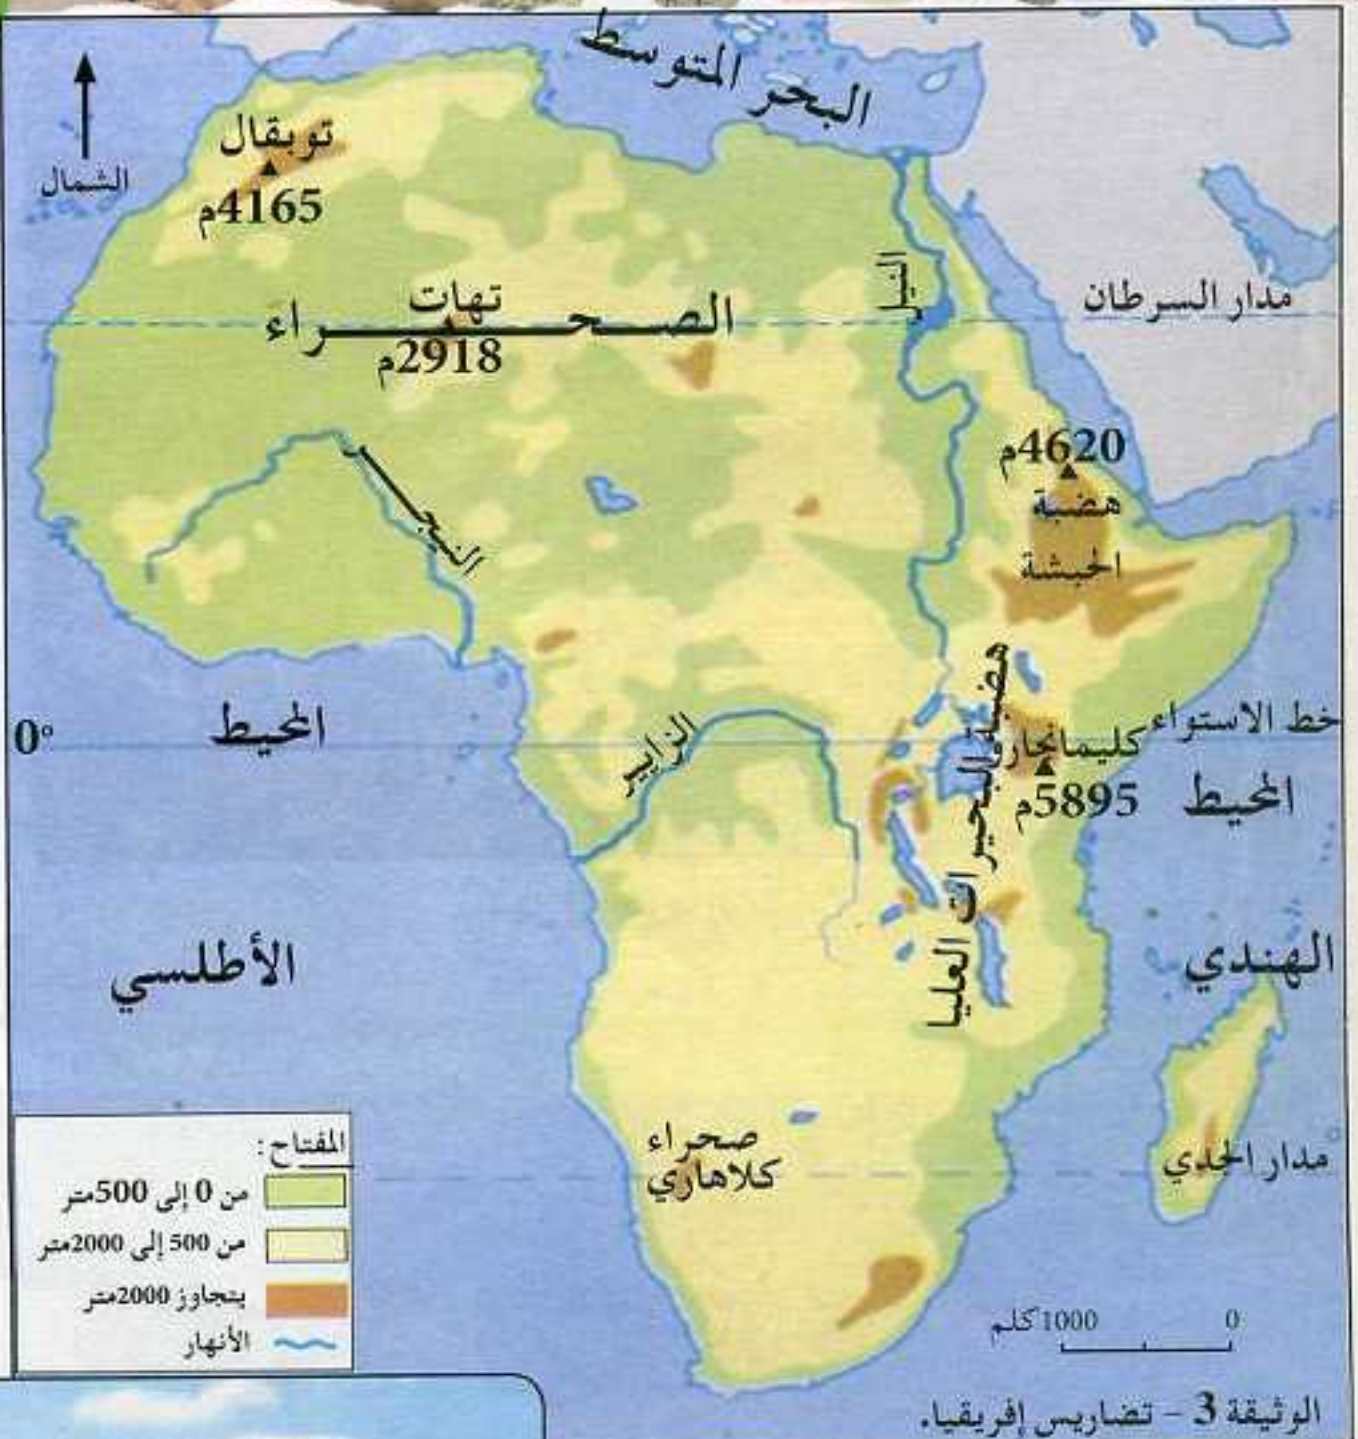 البحر المتوسط
الشمال
توبقال
4165م
النيل
مدار السرطان
تهات
الصحراء
2918م
4620م
هضبة
الحبشة
النيجر
هضبة البحيرات العليا
خط الاستواء
0°
المحيط
الزايير
كليمانجارو
5895م
المحيط
الأطلسي
الهندي
صحراء
كلاهاري
مدار الجدي
المفتاح:
من 0 إلى 500متر
من 500 إلى 2000متر
يتجاوز 2000متر
الأنهار
1000كلم 0
الوثيقة 3 - تضاريس إفريقيا.